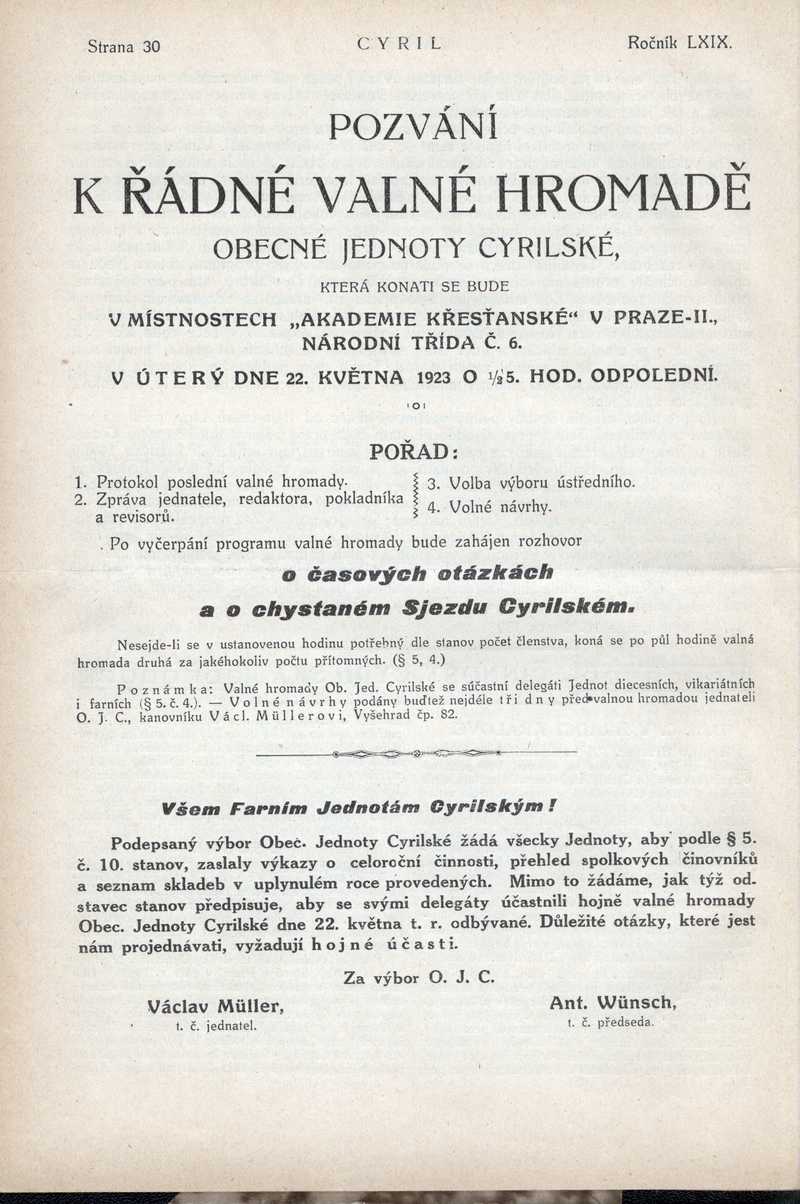 Strana 30
CYRIL
Ročník LXIX.
POZVÁNÍ
K ŘÁDNÉ VALNÉ HROMADĚ
OBECNÉ JEDNOTY CYRILSKÉ,
KTERÁ KONATI SE BUDE
V MÍSTNOSTECH „AKADEMIE KŘESŤANSKÉ“ V PRAZE-II.,
NÁRODNÍ TŘÍDA Č. 6.
V ÚTERÝ DNE 22. KVĚTNA 1923 O ½5. HOD. ODPOLEDNÍ.
POŘAD:
1. Protokol poslední valné hromady.
2. Zpráva jednatele, redaktora, pokladníka
a revisorů.
3. Volba výboru ústředního.
4. Volné návrhy.
Po vyčerpání programu valné hromady bude zahájen rozhovor
o časových otázkách
a o chystaném Sjezdu Cyrilském.
Nesejde-li se v ustanovenou hodinu potřebný dle stanov počet členstva, koná se po půl hodině valná
hromada druhá za jakéhokoliv počtu přítomných. (§ 5, 4.)
Poznámka: Valné hromady Ob. Jed. Cyrilské se súčastní delegáti Jednot diecesních, vikariátních
i farních (§ 5. č. 4.). — Volné návrhy podány buďtež nejdéle tři dny před valnou hromadou jednateli
O. J. C., kanovníku Václ. Müllerovi, Vyšehrad čp. 82.
Všem Farním Jednotám Cyrilským!
Podepsaný výbor Obec. Jednoty Cyrilské žádá všecky Jednoty, aby podle § 5.
č. 10. stanov, zaslaly výkazy o celoroční činnosti, přehled spolkových činovníků
a seznam skladeb v uplynulém roce provedených. Mimo to žádáme, jak týž od-
stavec stanov předpisuje, aby se svými delegáty účastnili hojně valné hromady
Obec. Jednoty Cyrilské dne 22. května t. r. odbývané. Důležité otázky, které jest
nám projednávati, vyžadují hojné účasti.
Za výbor O. J. C.
Václav Müller,
t. č. jednatel.
Ant. Wünsch,
t. č. předseda.